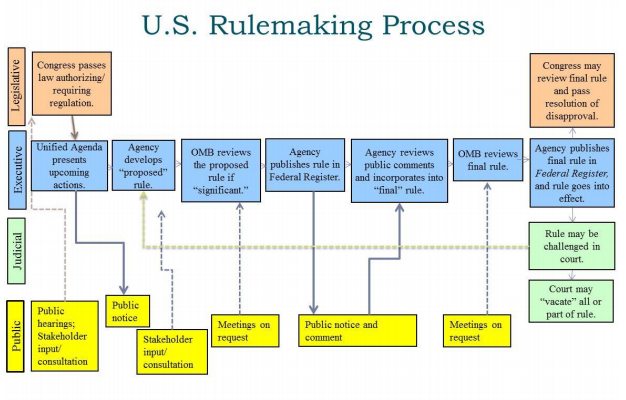 U.S. Rulemaking Process
Legislative
Congress passes
law authorizing/
requiring
regulation.
Congress may
review final rule
and pass
resolution of
disapproval.
Executive
Unified Agenda
presents
upcoming
actions.
Agency
develops
“proposed”
rule.
OMB reviews
the proposed
rule if
“significant.”
Agency
publishes rule in
Federal Register.
Agency reviews
public comments
and incorporates
into “final” rule.
OMB reviews
final rule.
Agency publishes
final rule in
Federal Register,
and rule goes into
effect.
Judicial
Rule may be
challenged in
court.
Court may
“vacate” all or
part of rule.
Public
Public
hearings;
Stakeholder
input/
consultation
Public
notice
Stakeholder
input/
consultation
Meetings on
request
Public notice and
comment
Meetings on
request